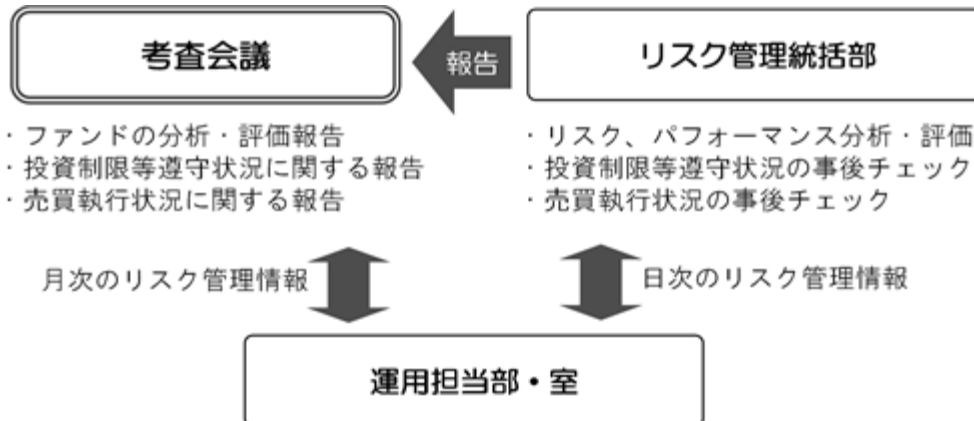 考査会議
報告
リスク管理統括部
・ファンドの分析・評価報告
・投資制限等遵守状況に関する報告
・売買執行状況に関する報告
・リスク、パフォーマンス分析・評価
・投資制限等遵守状況の事後チェック
・売買執行状況の事後チェック
月次のリスク管理情報
日次のリスク管理情報
運用担当部・室